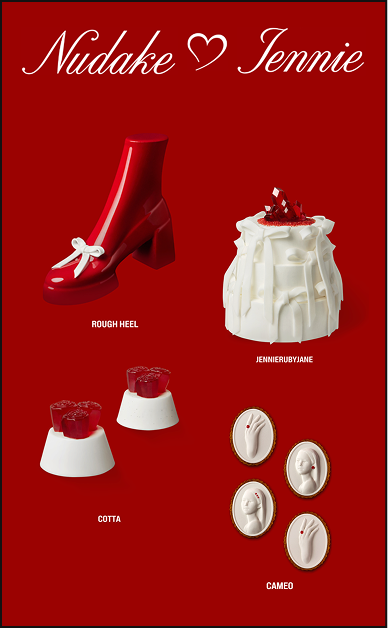 Nudake ♡ Jennie
ROUGH HEEL
JENNIERUBYJANE
COTTA
CAMEO